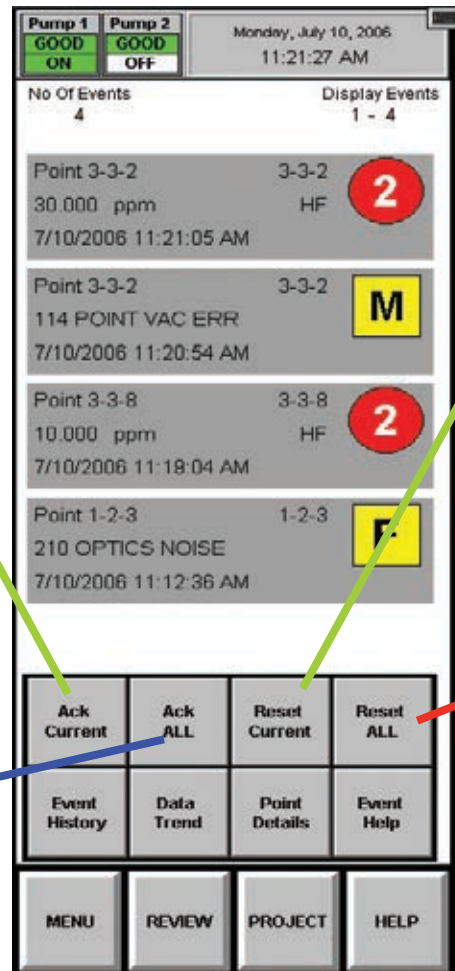 Pump 1 Pump 2
GOOD GOOD
ON OFF
Monday, July 10, 2006
11:21:27 AM
No Of Events Display Events
4 1 - 4
Point 3-3-2 3-3-2
30.000 ppm HF 2
7/10/2006 11:21:05 AM
Point 3-3-2 3-3-2
114 POINT VAC ERR M
7/10/2006 11:20:54 AM
Point 3-3-8 3-3-8
10.000 ppm HF 2
7/10/2006 11:19:04 AM
Point 1-2-3 1-2-3
210 OPTICS NOISE F
7/10/2006 11:12:36 AM
Ack Current Ack ALL Reset Current Reset ALL
Event History Data Trend Point Details Event Help
MENU REVIEW PROJECT HELP